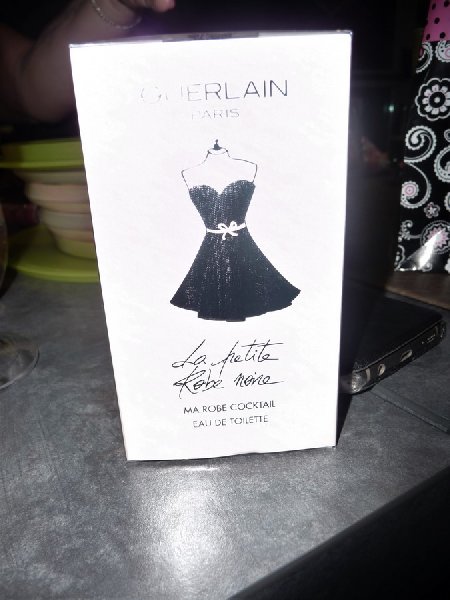 GUERLAIN
PARIS
La petite
Robe noire
MA ROBE COCKTAIL
EAU DE TOILETTE